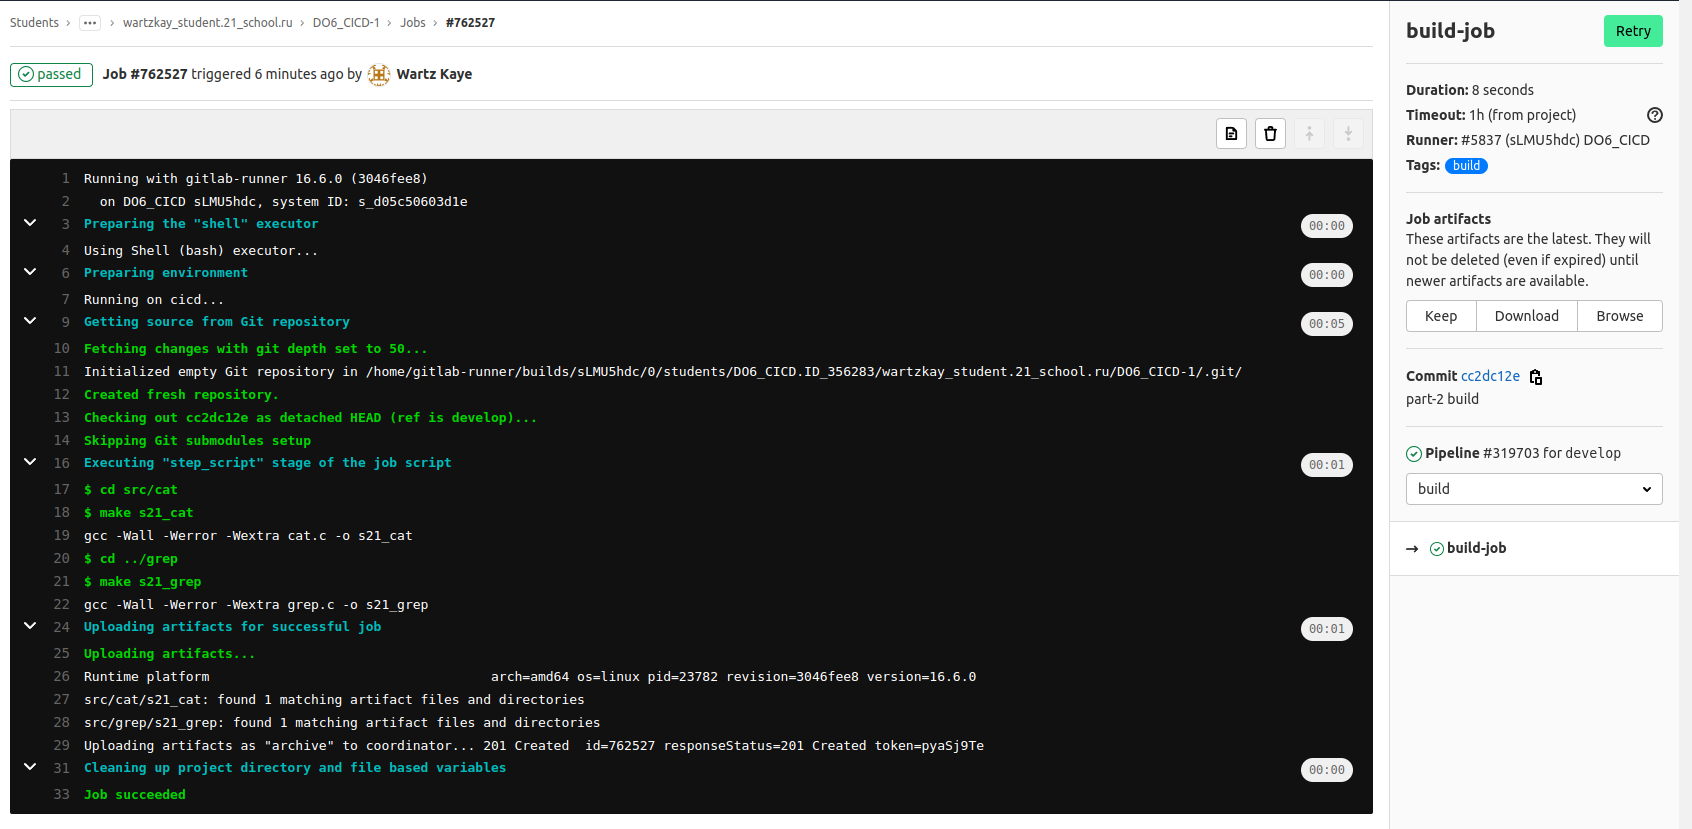 Students › ••• › wartzkay_student.21_school.ru › DO6_CICD-1 › Jobs › #762527
passed Job #762527 triggered 6 minutes ago by Wartz Kaye
1 Running with gitlab-runner 16.6.0 (3046fee8)
2 on DO6_CICD sLMU5hdc, system ID: s_d05c50603d1e
3 Preparing the "shell" executor 00:00
4 Using Shell (bash) executor...
6 Preparing environment 00:00
7 Running on cicd...
9 Getting source from Git repository 00:05
10 Fetching changes with git depth set to 50...
11 Initialized empty Git repository in /home/gitlab-runner/builds/sLMU5hdc/0/students/DO6_CICD.ID_356283/wartzkay_student.21_school.ru/DO6_CICD-1/.git/
12 Created fresh repository.
13 Checking out cc2dc12e as detached HEAD (ref is develop)...
14 Skipping Git submodules setup
16 Executing "step_script" stage of the job script 00:01
17 $ cd src/cat
18 $ make s21_cat
19 gcc -Wall -Werror -Wextra cat.c -o s21_cat
20 $ cd ../grep
21 $ make s21_grep
22 gcc -Wall -Werror -Wextra grep.c -o s21_grep
24 Uploading artifacts for successful job 00:01
25 Uploading artifacts...
26 Runtime platform arch=amd64 os=linux pid=23782 revision=3046fee8 version=16.6.0
27 src/cat/s21_cat: found 1 matching artifact files and directories
28 src/grep/s21_grep: found 1 matching artifact files and directories
29 Uploading artifacts as "archive" to coordinator... 201 Created id=762527 responseStatus=201 Created token=pyaSj9Te
31 Cleaning up project directory and file based variables 00:00
33 Job succeeded
build-job Retry
Duration: 8 seconds
Timeout: 1h (from project)
Runner: #5837 (sLMU5hdc) DO6_CICD
Tags: build
Job artifacts
These artifacts are the latest. They will
not be deleted (even if expired) until
newer artifacts are available.
Keep Download Browse
Commit cc2dc12e
part-2 build
Pipeline #319703 for develop
build
→ build-job